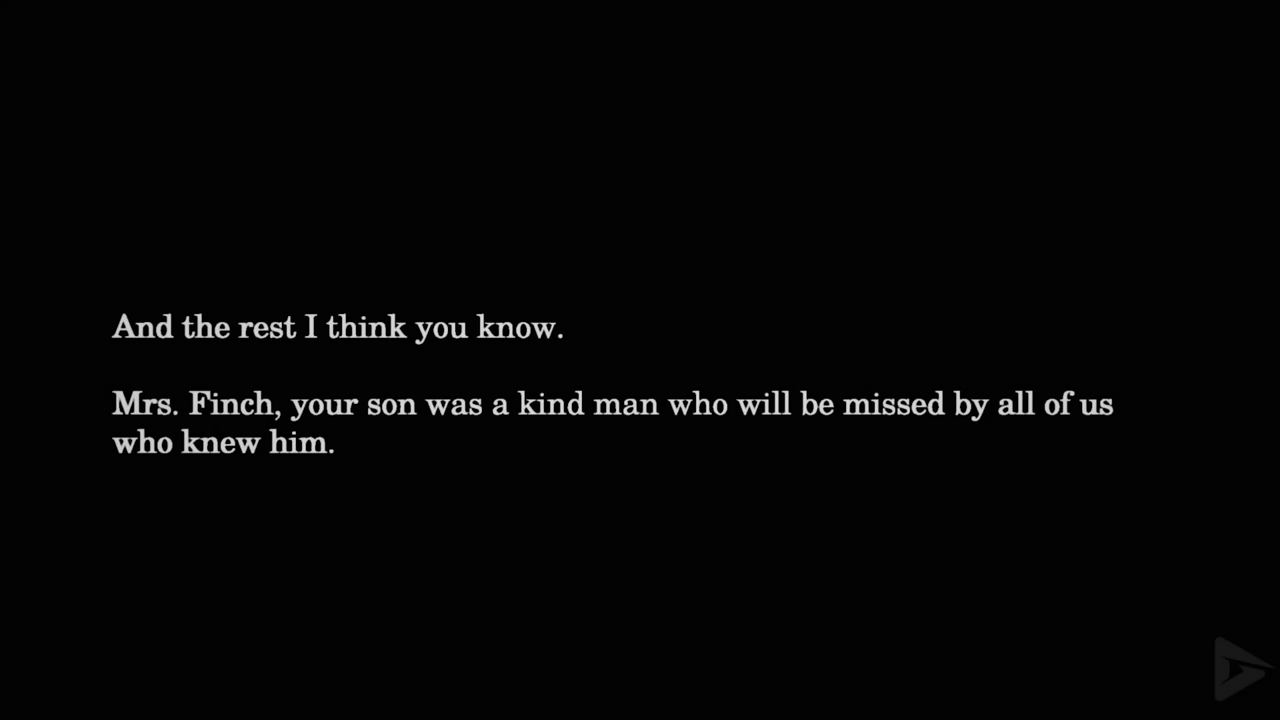 And the rest I think you know.
Mrs. Finch, your son was a kind man who will be missed by all of us
who knew him.